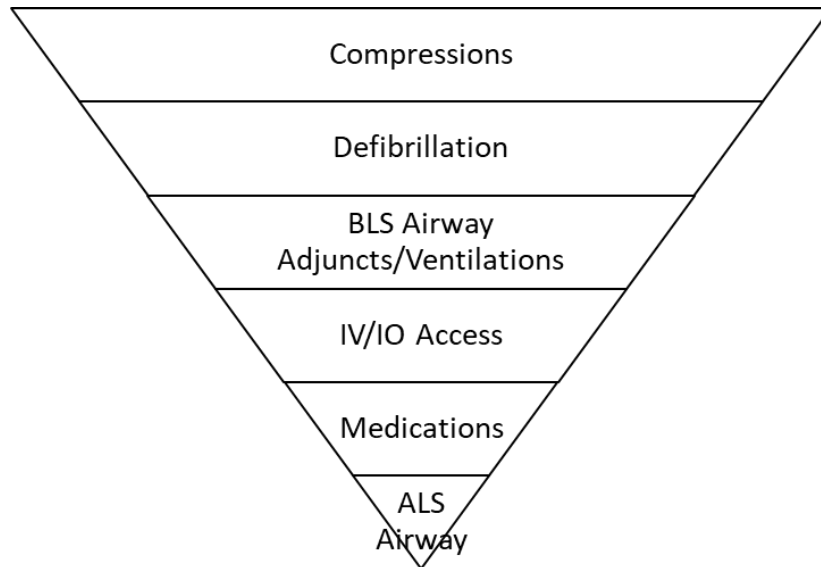 Compressions
Defibrillation
BLS Airway
Adjuncts/Ventilations
IV/IO Access
Medications
ALS
Airway